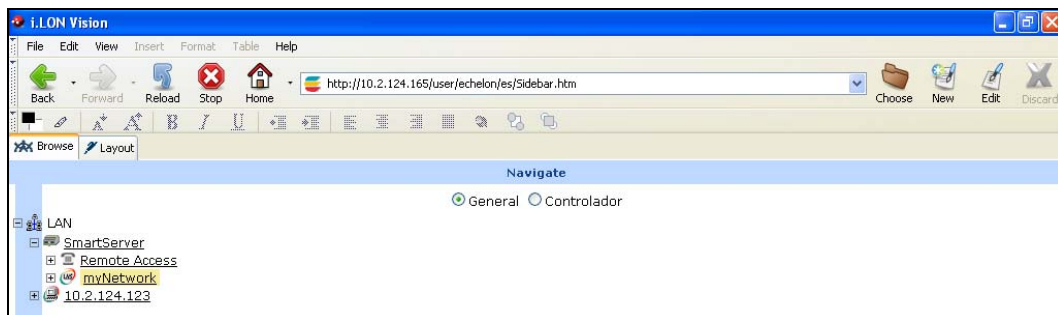 i.LON Vision
File Edit View Insert Format Table Help
Back Forward Reload Stop Home http://10.2.124.165/user/echelon/es/Sidebar.htm Choose New Edit Discard
B I U
Browse Layout
Navigate
General Controlador
LAN
SmartServer
Remote Access
myNetwork
10.2.124.123